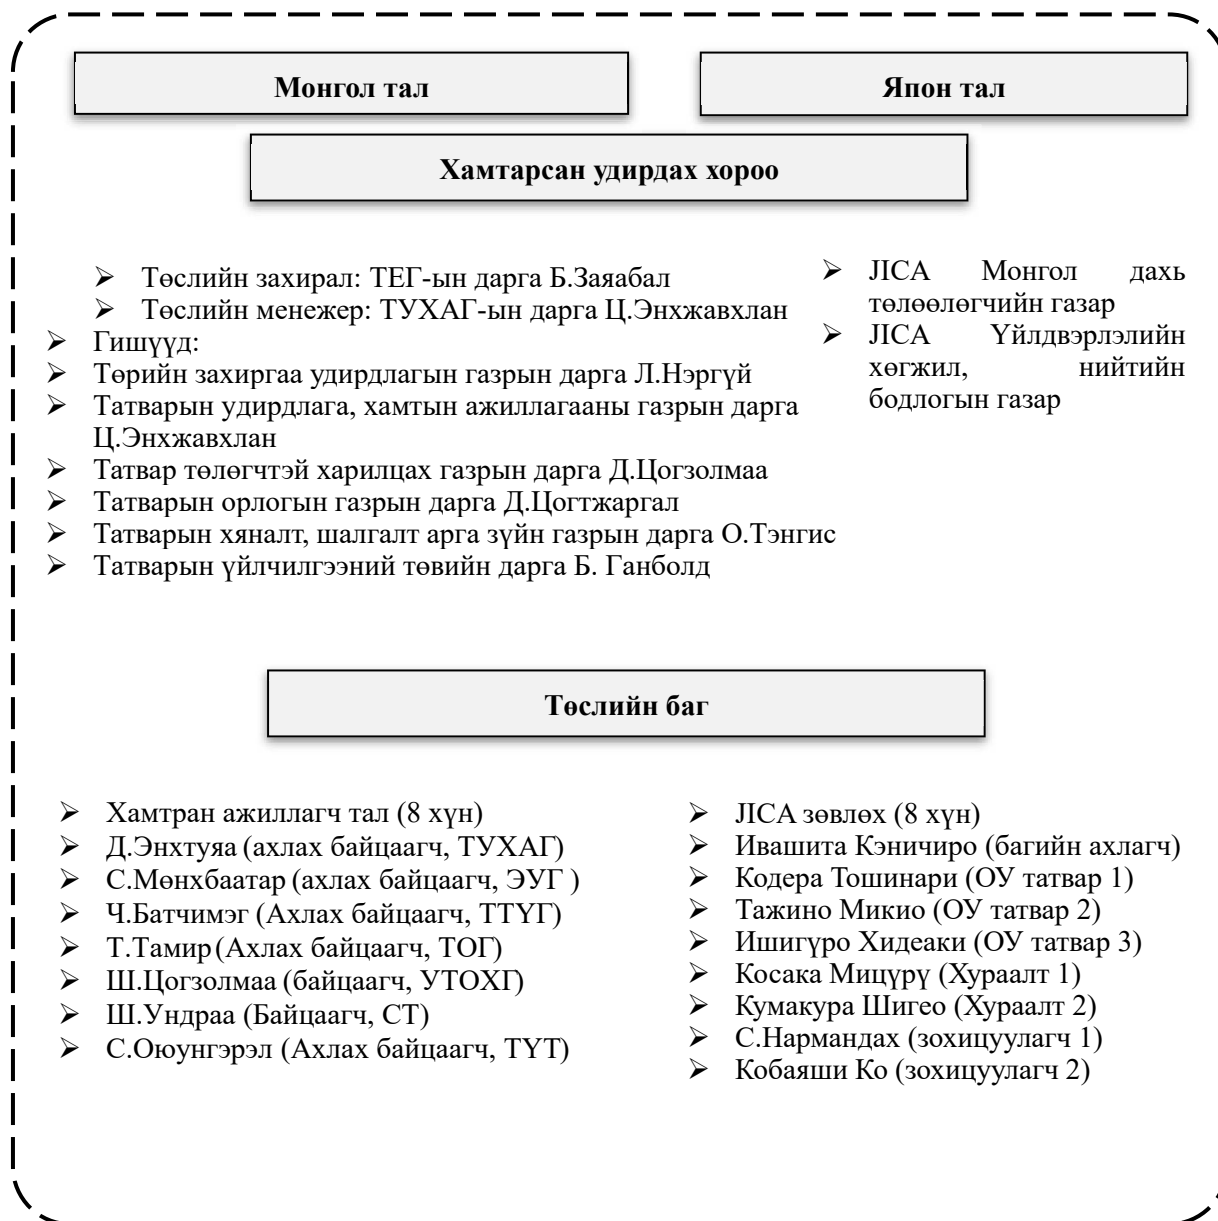 Монгол тал
Япон тал
Хамтарсан удирдах хороо
➢ Төслийн захирал: ТЕГ-ын дарга Б.Заяабал
➢ Төслийн менежер: ТУХАГ-ын дарга Ц.Энхжавхлан
➢ Гишүүд:
➢ Төрийн захиргаа удирдлагын газрын дарга Л.Нэргүй
➢ Татварын удирдлага, хамтын ажиллагааны газрын дарга
Ц.Энхжавхлан
➢ Татвар төлөгчтэй харилцах газрын дарга Д.Цогзолмаа
➢ Татварын орлогын газрын дарга Д.Цогтжаргал
➢ Татварын хяналт, шалгалт арга зүйн газрын дарга О.Тэнгис
➢ Татварын үйлчилгээний төвийн дарга Б. Ганболд
➢ JICA Монгол дахь
төлөөлөгчийн газар
➢ JICA Үйлдвэрлэлийн
хөгжил, нийтийн
бодлогын газар
Төслийн баг
➢ Хамтран ажиллагч тал (8 хүн)
➢ Д.Энхтуяа (ахлах байцаагч, ТУХАГ)
➢ С.Мөнхбаатар (ахлах байцаагч, ЭУГ )
➢ Ч.Батчимэг (Ахлах байцаагч, ТТҮГ)
➢ Т.Тамир (Ахлах байцаагч, ТОГ)
➢ Ш.Цогзолмаа (байцаагч, УТОХГ)
➢ Ш.Ундраа (Байцаагч, СТ)
➢ С.Оюунгэрэл (Ахлах байцаагч, ТҮТ)
➢ JICA зөвлөх (8 хүн)
➢ Ивашита Кэничиро (багийн ахлагч)
➢ Кодера Тошинари (ОУ татвар 1)
➢ Тажино Микио (ОУ татвар 2)
➢ Ишигүро Хидеаки (ОУ татвар 3)
➢ Косака Мицүрү (Хураалт 1)
➢ Кумакура Шигео (Хураалт 2)
➢ С.Нармандах (зохицуулагч 1)
➢ Кобаяши Ко (зохицуулагч 2)